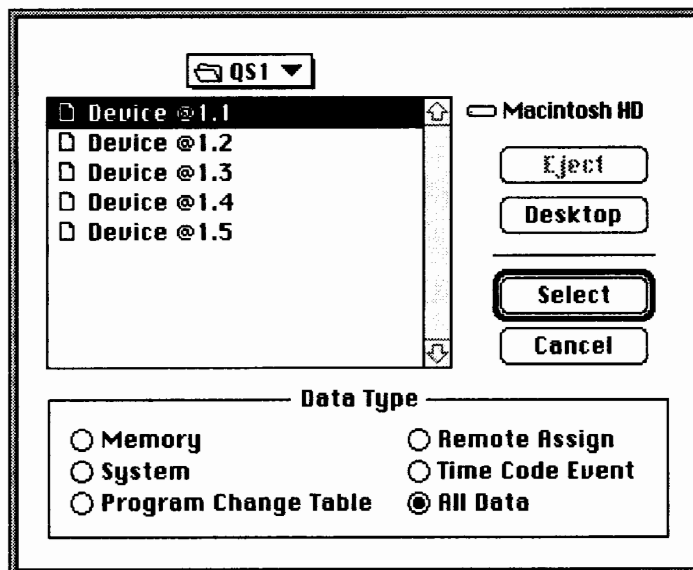 QS1
Device @1.1
Device @1.2
Device @1.3
Device @1.4
Device @1.5
Macintosh HD
Eject
Desktop
Select
Cancel
Data Type
Memory
System
Program Change Table
Remote Assign
Time Code Event
All Data